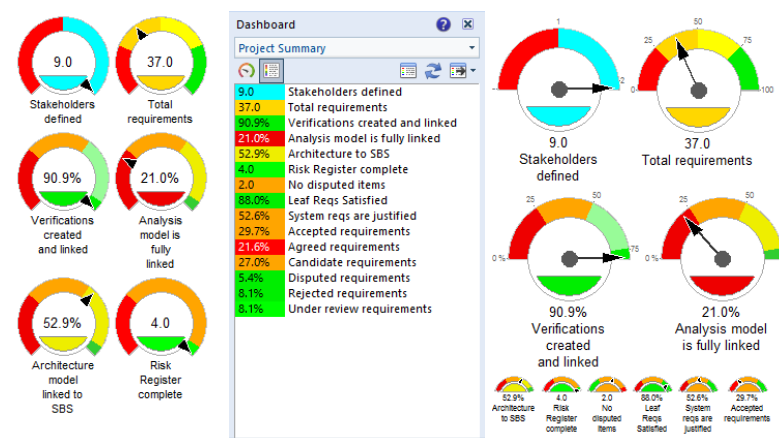 9.0
37.0
Stakeholders
defined
Total
requirements
90.9%
21.0%
Verifications
created
and linked
Analysis
model is
fully
linked
52.9%
4.0
Architecture
model
linked to
SBS
Risk
Register
complete
Dashboard
Project Summary
9.0 Stakeholders defined
37.0 Total requirements
90.9% Verifications created and linked
21.0% Analysis model is fully linked
52.9% Architecture to SBS
4.0 Risk Register complete
2.0 No disputed items
88.0% Leaf Reqs Satisfied
52.6% System reqs are justified
29.7% Accepted requirements
21.6% Agreed requirements
27.0% Candidate requirements
5.4% Disputed requirements
8.1% Rejected requirements
8.1% Under review requirements
1
2
9.0
Stakeholders
defined
0
25
50
75
100
37.0
Total requirements
0 %
25
50
75
90.9%
Verifications
created
and linked
0 %
25
50
21.0%
Analysis model
is fully linked
52.9%
Architecture
to SBS
4.0
Risk
Register
complete
2.0
No
disputed
items
88.0%
Leaf
Reqs
Satisfied
52.6%
System
reqs are
justified
29.7%
Accepted
requirements